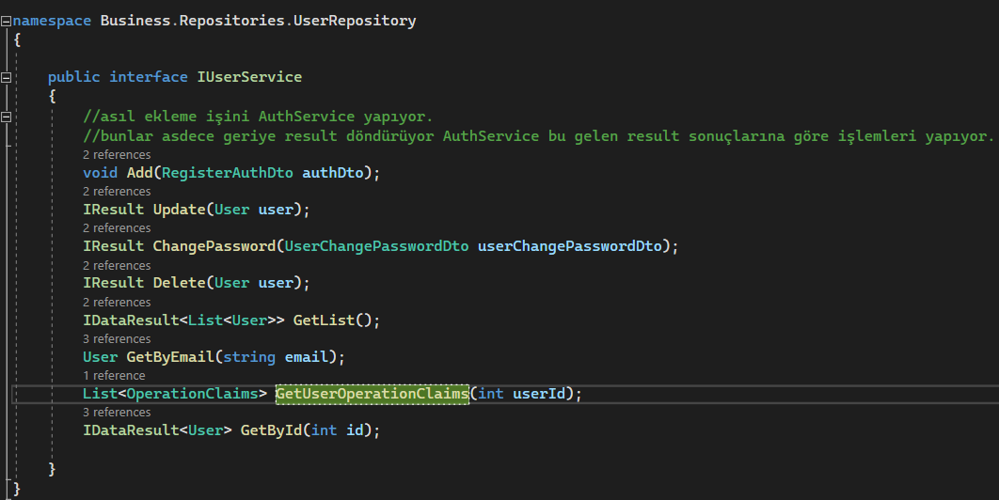 namespace Business.Repositories.UserRepository
{
public interface IUserService
{
//asıl ekleme işini AuthService yapıyor.
//bunlar asdece geriye result döndürüyor AuthService bu gelen result sonuçlarına göre işlemleri yapıyor.
2 references
void Add(RegisterAuthDto authDto);
2 references
IResult Update(User user);
2 references
IResult ChangePassword(UserChangePasswordDto userChangePasswordDto);
2 references
IResult Delete(User user);
2 references
IDataResult<List<User>> GetList();
3 references
User GetByEmail(string email);
1 reference
List<OperationClaims> GetUserOperationClaims(int userId);
3 references
IDataResult<User> GetById(int id);
}
}